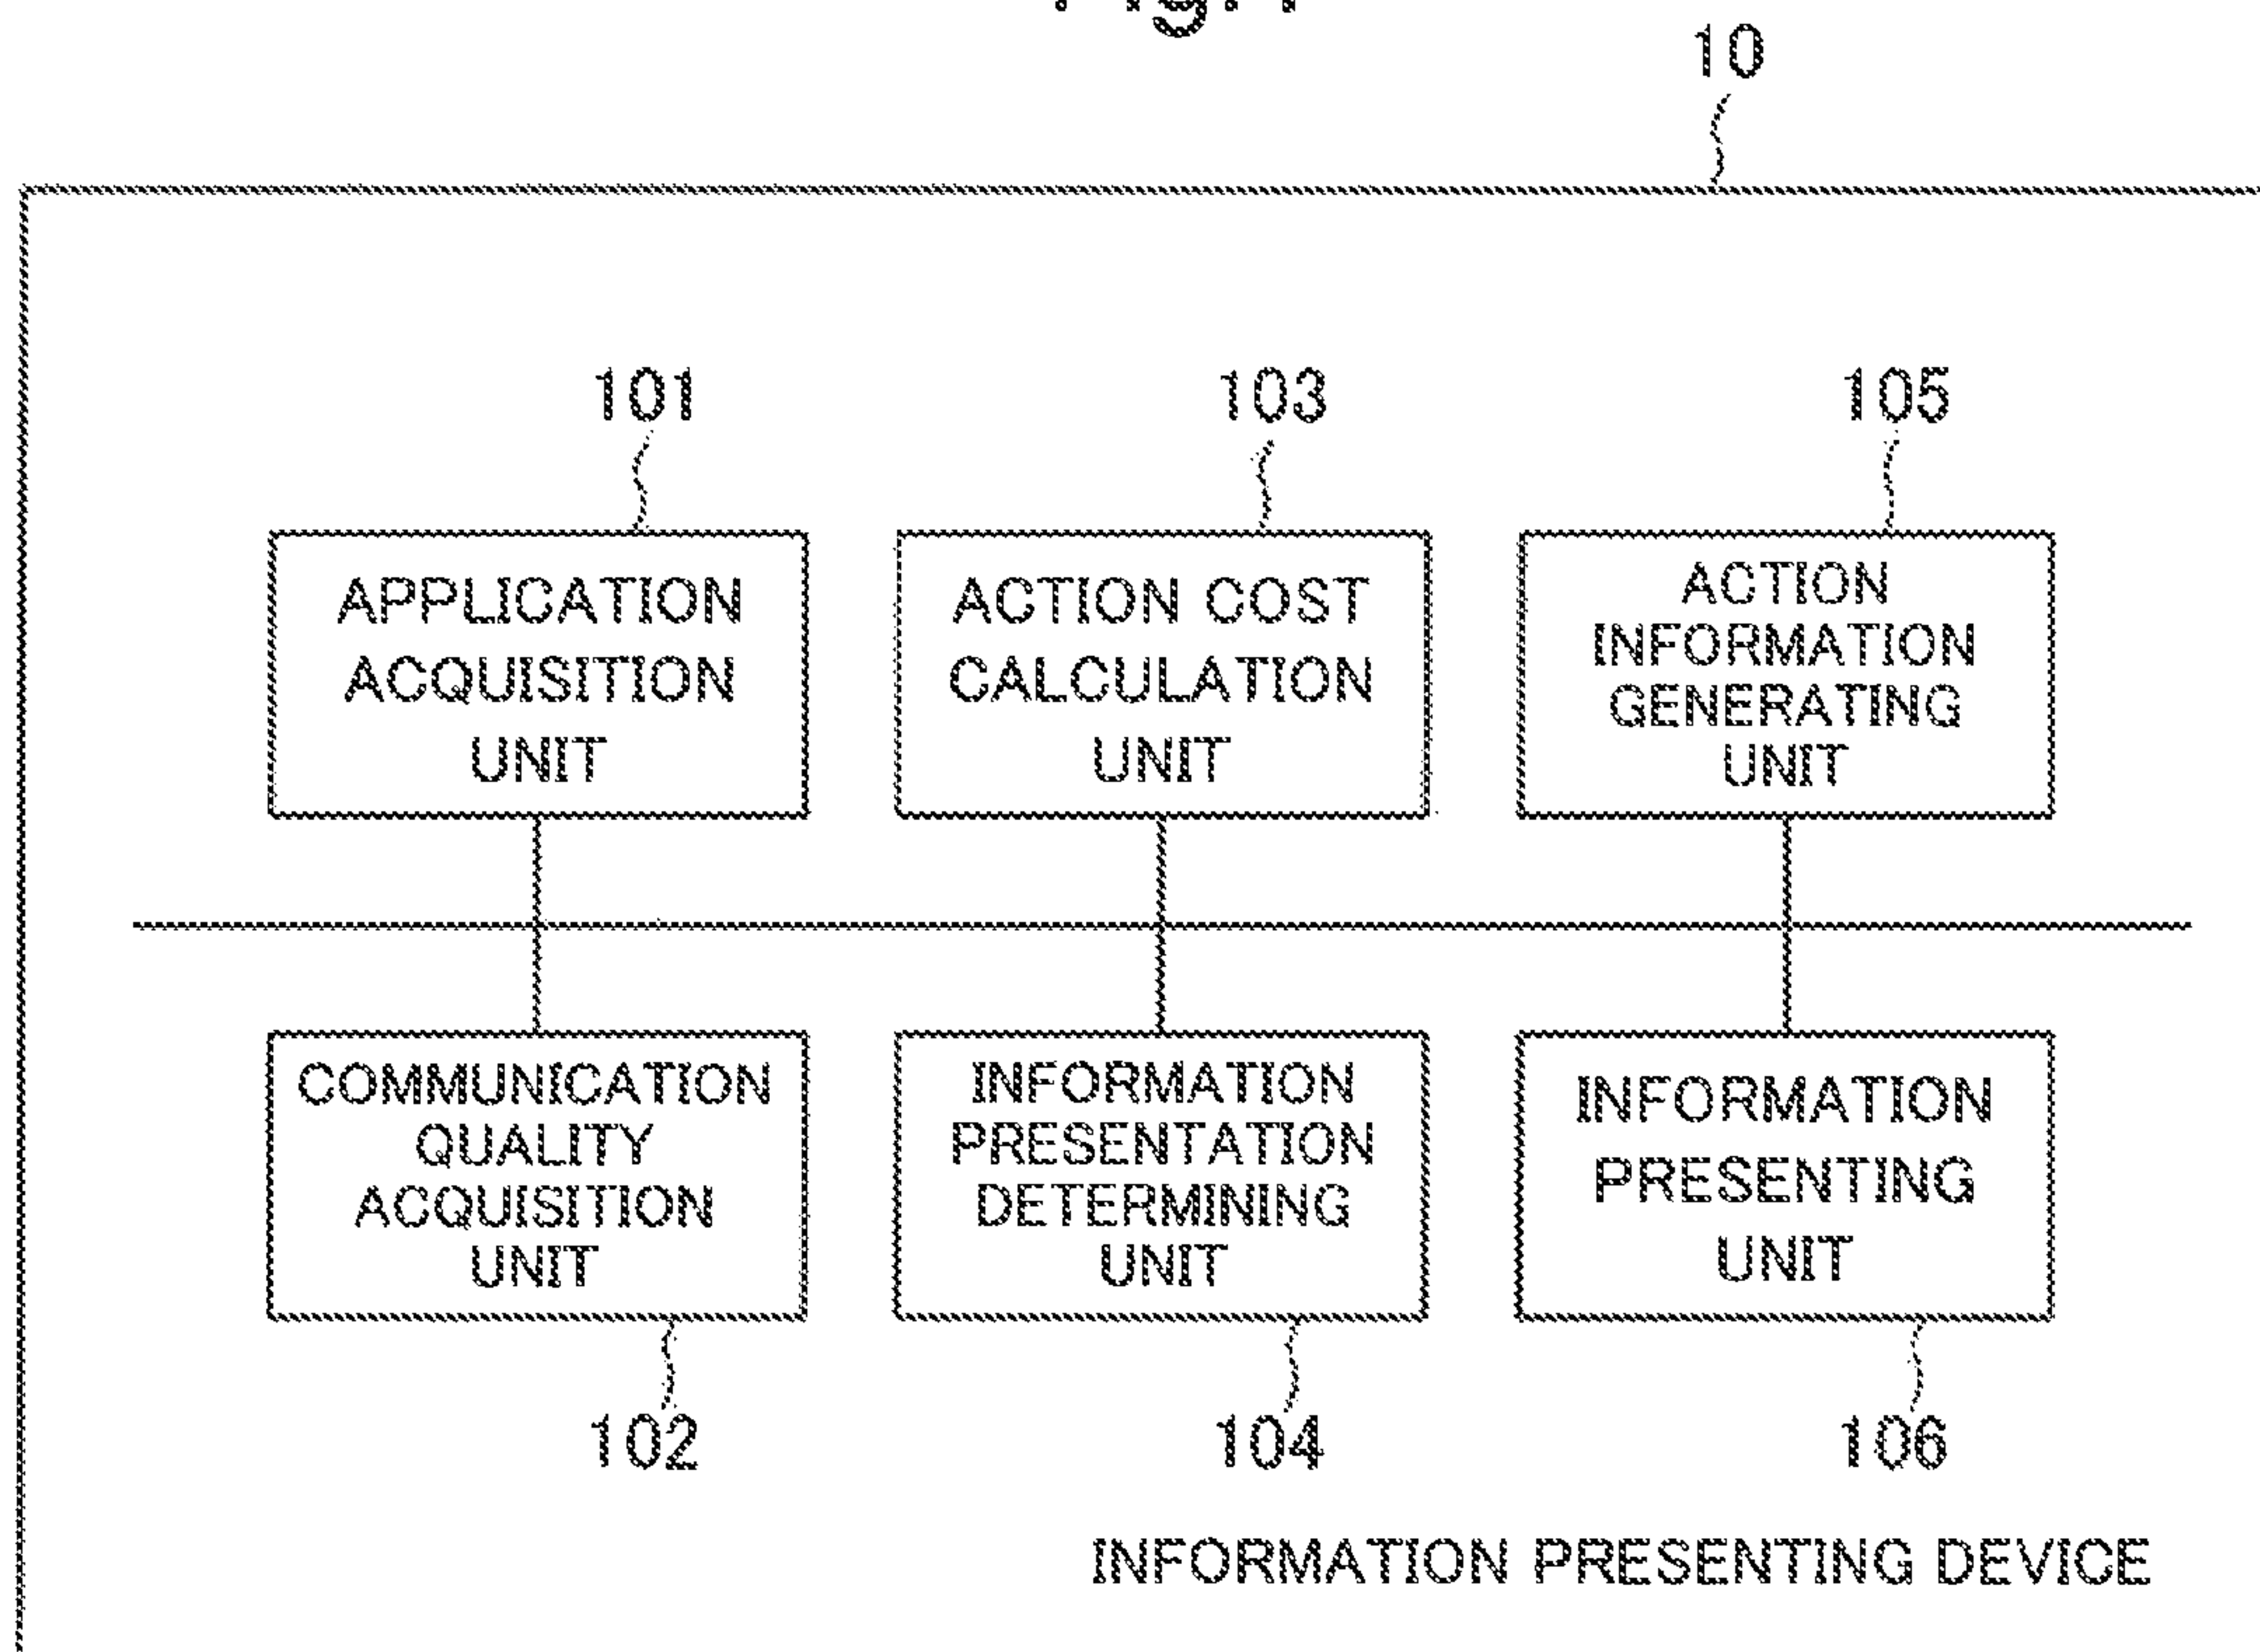 10
101
103
105
APPLICATION
ACQUISITION
UNIT
ACTION COST
CALCULATION
UNIT
ACTION
INFORMATION
GENERATING
UNIT
COMMUNICATION
QUALITY
ACQUISITION
UNIT
INFORMATION
PRESENTATION
DETERMINING
UNIT
INFORMATION
PRESENTING
UNIT
102
104
106
INFORMATION PRESENTING DEVICE